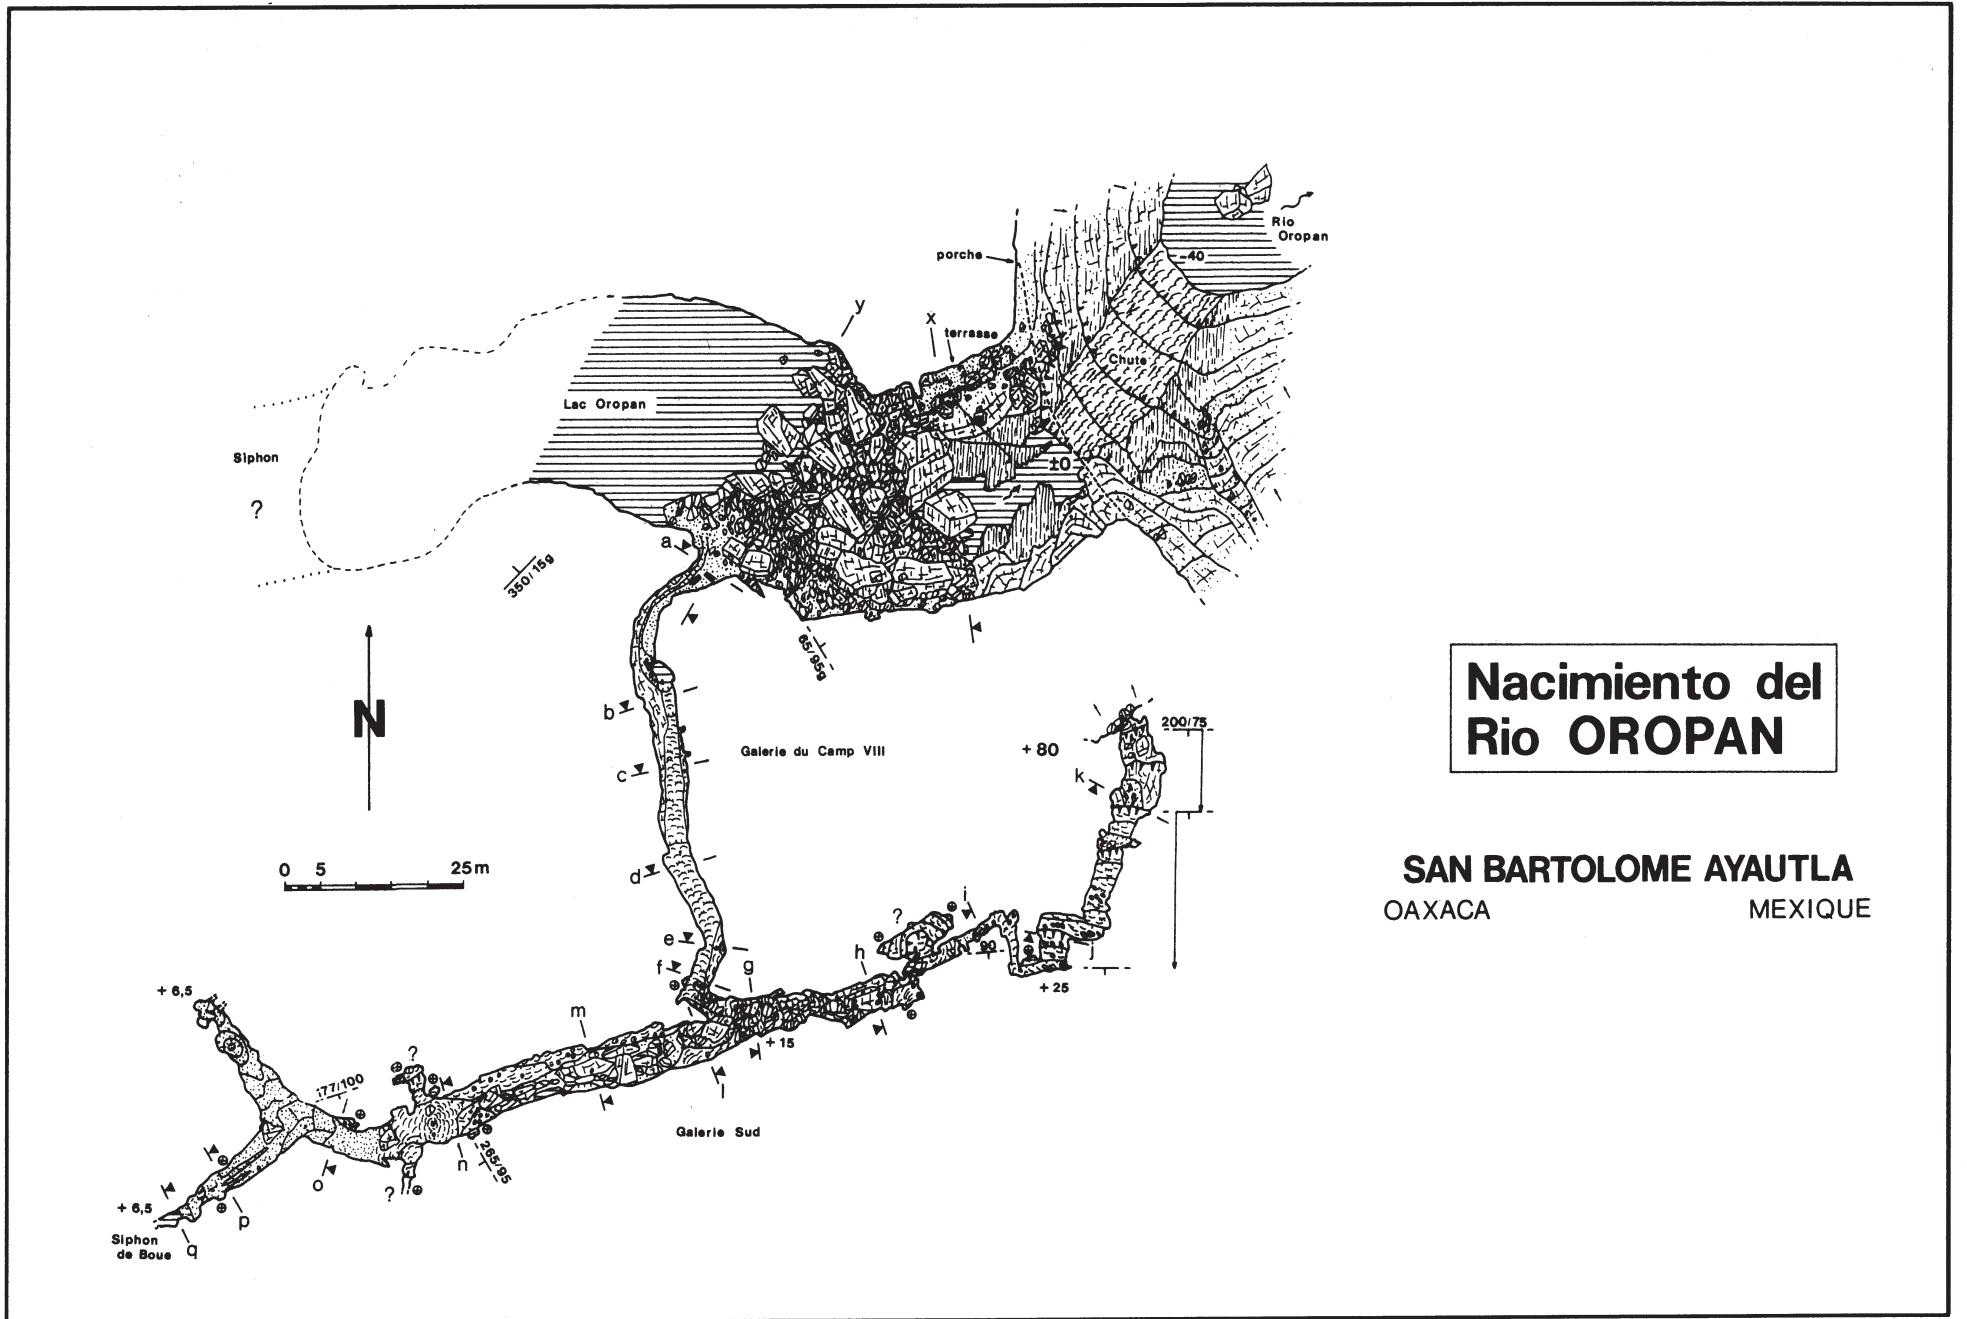 Rio
Oropan
porche
-40
y
x
terrasse
Chute
Lac Oropan
Siphon
?
±0
a
350/15g
65/95g
N
b
c
Galerie du Camp VIII
+80
200/75
k
Nacimiento del
Rio OROPAN
0 5 25m
d
SAN BARTOLOME AYAUTLA
OAXACA MEXIQUE
?
i
e
f
g
h
90
j
+25
+6,5
m
+15
?
l
177/100
Galerie Sud
n
265/95
o
?
+6,5
p
q
Siphon
de Boue